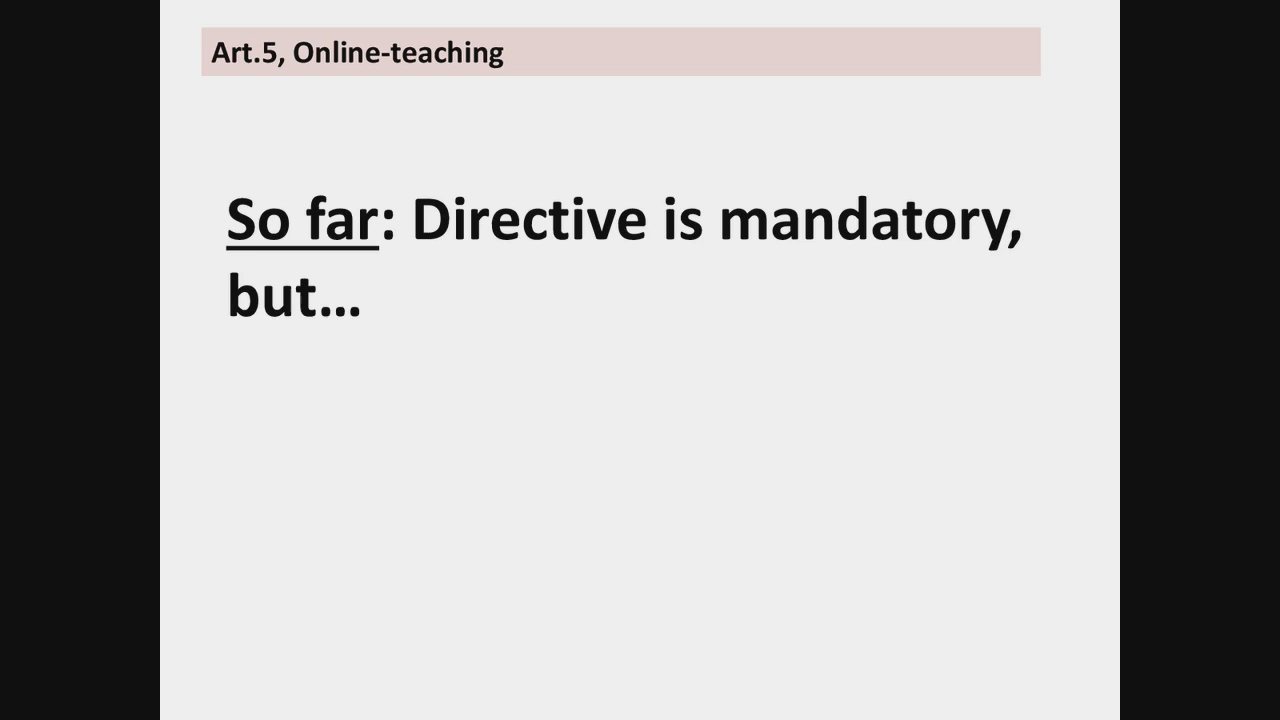 Art.5, Online-teaching
So far: Directive is mandatory,
but…